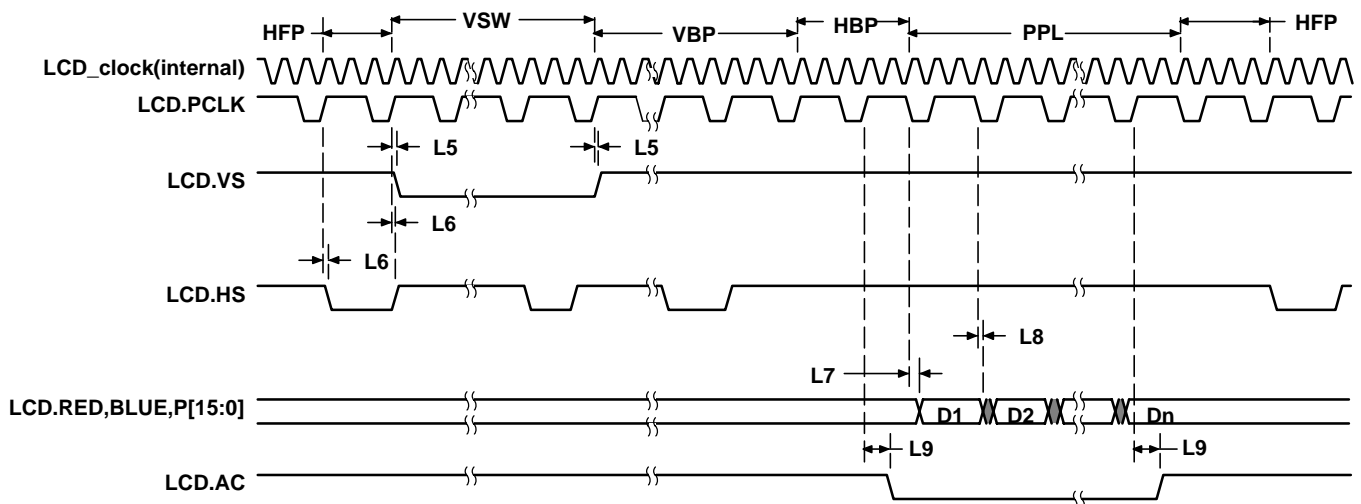 HFP VSW VBP HBP PPL HFP
LCD_clock(internal)
LCD.PCLK
L5 L5
LCD.VS
L6
L6
LCD.HS
L8
L7
LCD.RED,BLUE,P[15:0] D1 D2 Dn
L9 L9
LCD.AC